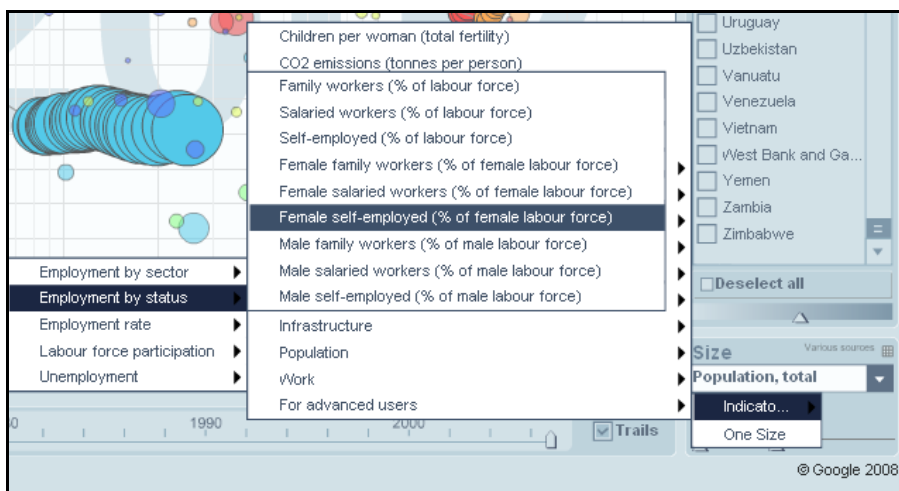 Children per woman (total fertility)
CO2 emissions (tonnes per person)
Family workers (% of labour force)
Salaried workers (% of labour force)
Self-employed (% of labour force)
Female family workers (% of female labour force)
Female salaried workers (% of female labour force)
Female self-employed (% of female labour force)
Male family workers (% of male labour force)
Male salaried workers (% of male labour force)
Male self-employed (% of male labour force)
Infrastructure
Population
Work
For advanced users
Employment by sector
Employment by status
Employment rate
Labour force participation
Unemployment
Uruguay
Uzbekistan
Vanuatu
Venezuela
Vietnam
West Bank and Ga...
Yemen
Zambia
Zimbabwe
Deselect all
Size
Various sources
Population, total
Indicato...
One Size
1990
2000
Trails
© Google 2008